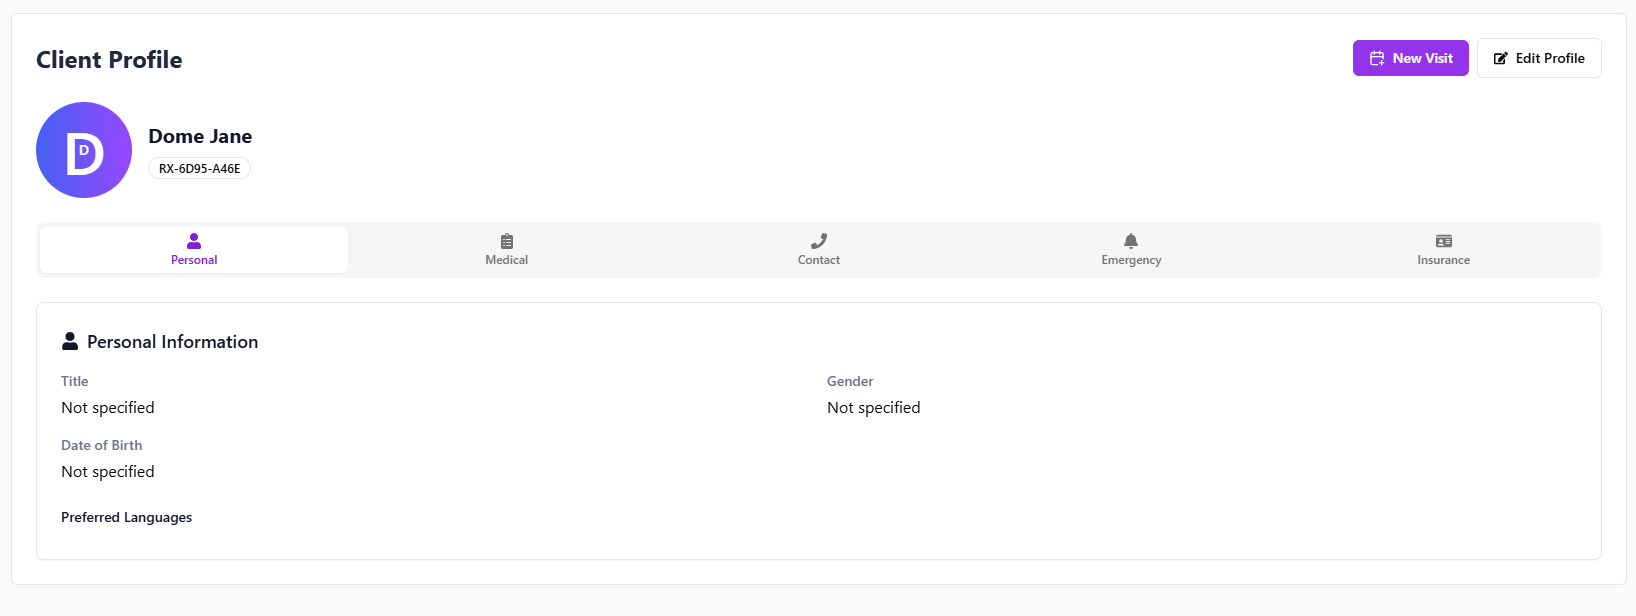 Client Profile
New Visit
Edit Profile
D
D
Dome Jane
RX-6D95-A46E
Personal
Medical
Contact
Emergency
Insurance
Personal Information
Title
Gender
Not specified
Not specified
Date of Birth
Not specified
Preferred Languages